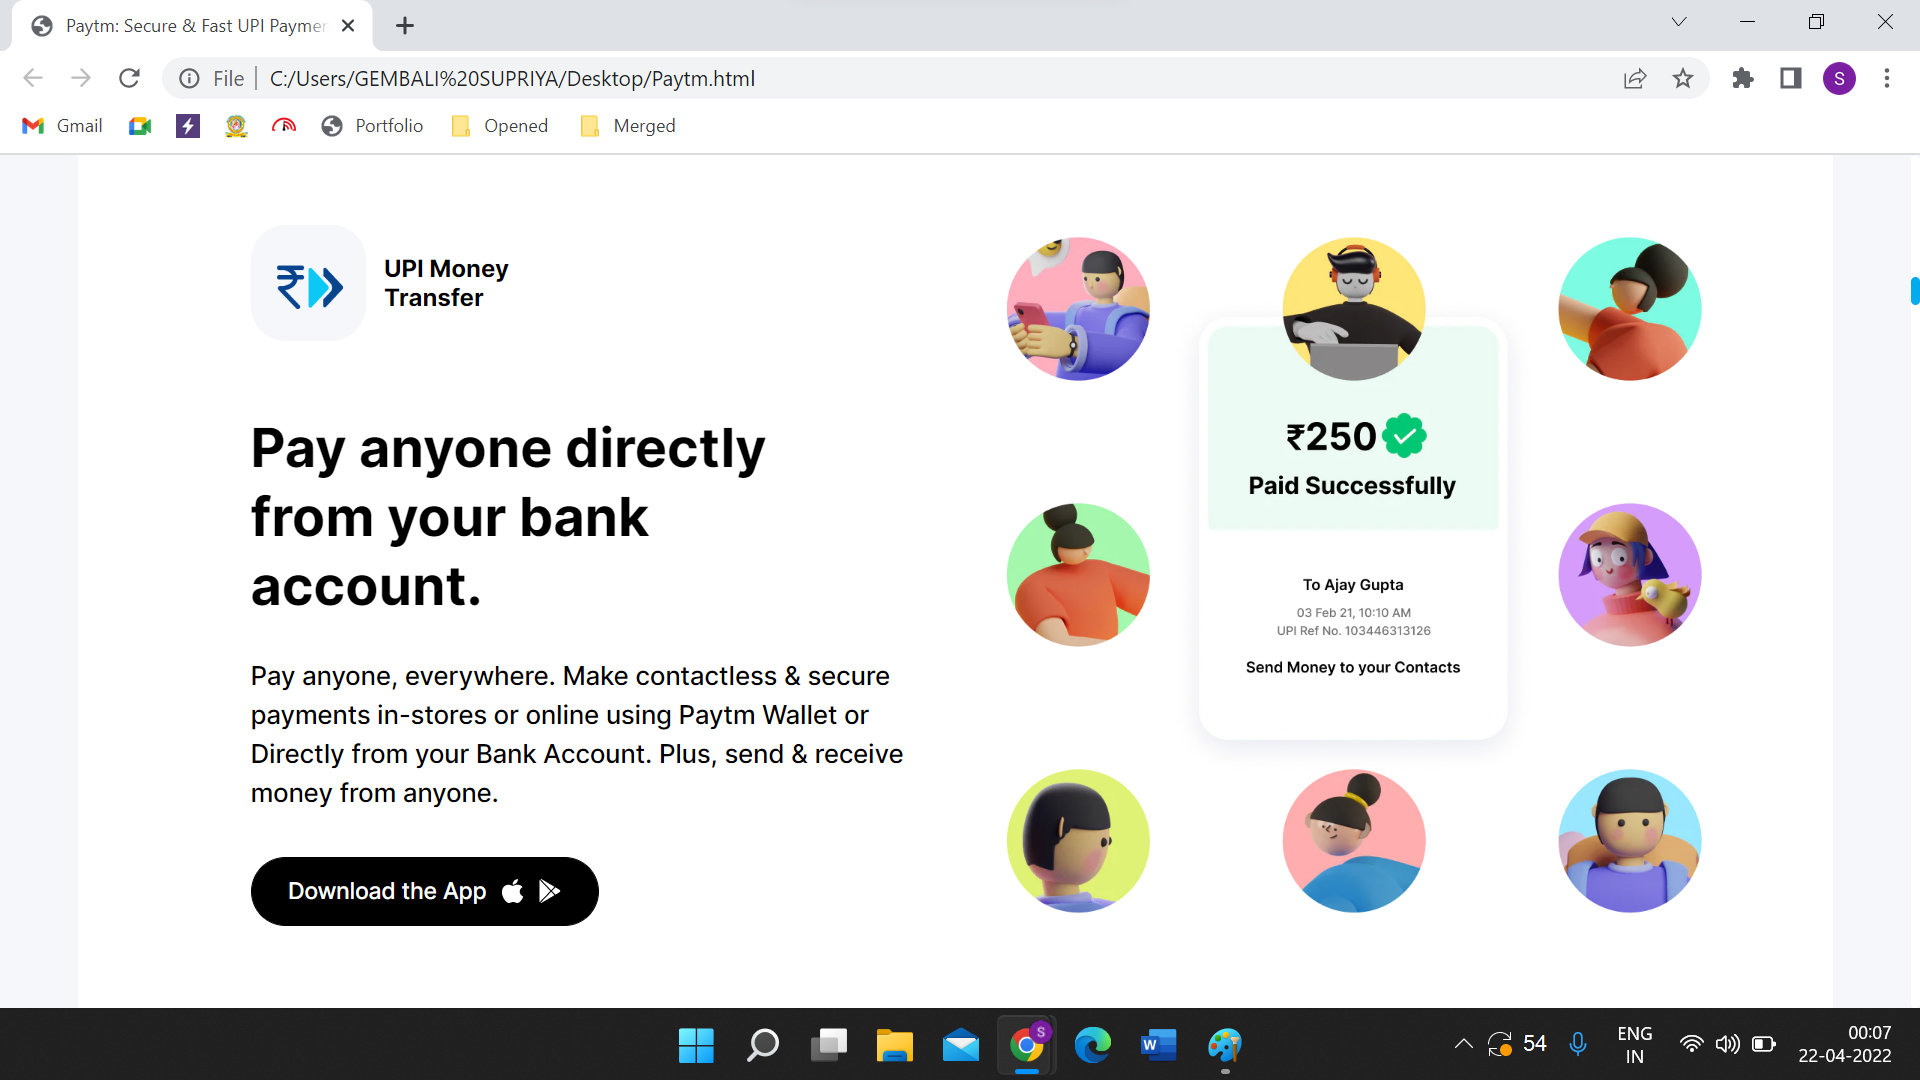 Paytm: Secure & Fast UPI Paymer
File
C:/Users/GEMBALI%20SUPRIYA/Desktop/Paytm.html
S
Gmail
Portfolio
Opened
Merged
₹
UPI Money
Transfer
Pay anyone directly
from your bank
account.
Pay anyone, everywhere. Make contactless & secure
payments in-stores or online using Paytm Wallet or
Directly from your Bank Account. Plus, send & receive
money from anyone.
Download the App
₹250
Paid Successfully
To Ajay Gupta
03 Feb 21, 10:10 AM
UPI Ref No. 103446313126
Send Money to your Contacts
S
W
54
ENG
IN
00:07
22-04-2022